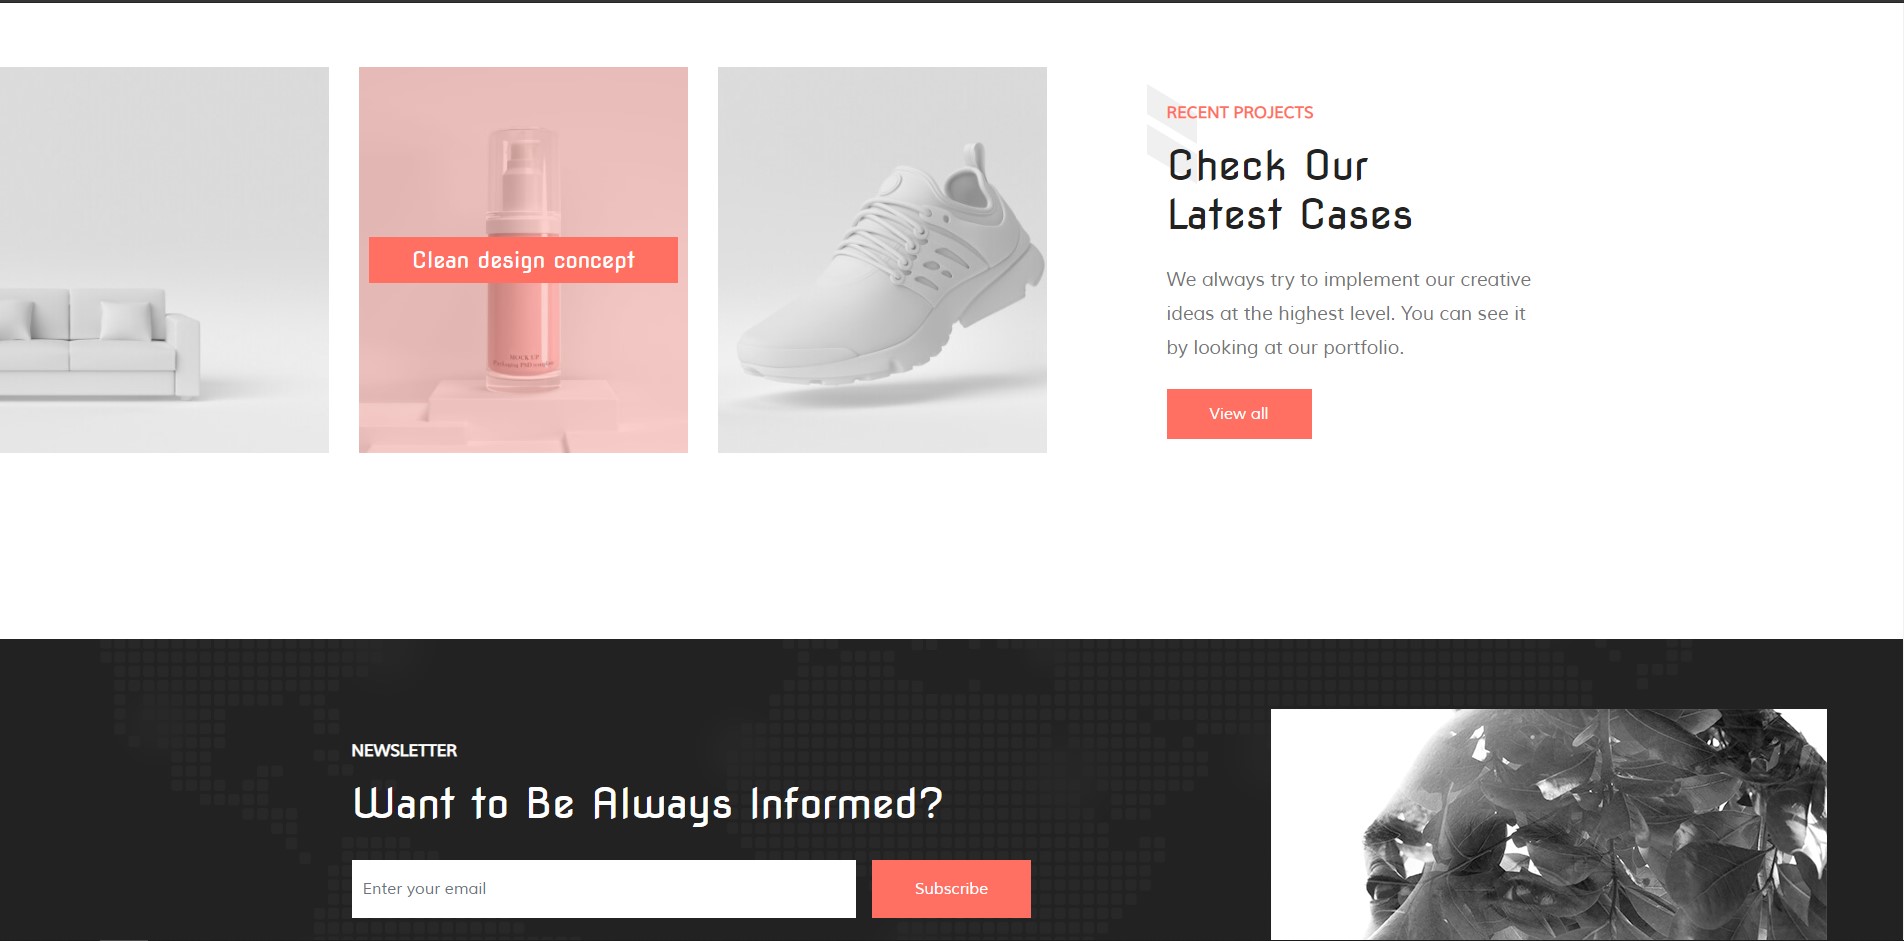 Clean design concept
MOCK UP
RECENT PROJECTS
Check Our
Latest Cases
We always try to implement our creative
ideas at the highest level. You can see it
by looking at our portfolio.
View all
NEWSLETTER
Want to Be Always Informed?
Enter your email
Subscribe